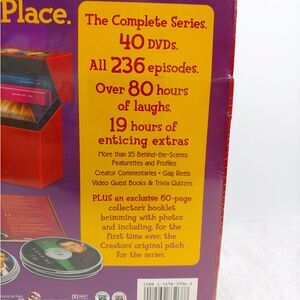 Place.
The Complete Series.
40 DVDs.
All 236 episodes.
Over 80 hours
of laughs.
19 hours of
enticing extras
More than 25 Behind-the-Scenes
Featurettes and Profiles
Creator Commentaries • Gag Reels
Video Guest Books & Trivia Quizzes
PLUS an exclusive 60-page
collector's booklet
brimming with photos
and including, for the
first time ever, the
Creators' original pitch
for the series.